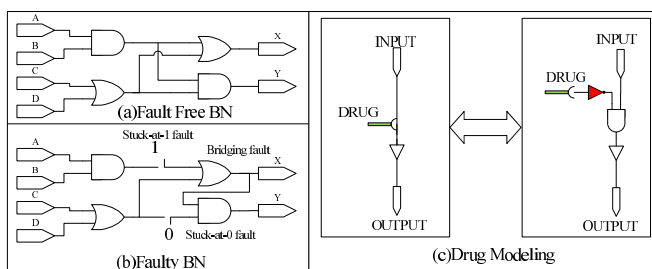 A
B
C
D
X
Y
(a)Fault Free BN
Stuck-at-1 fault
1
Bridging fault
A
B
C
D
X
Y
0
Stuck-at-0 fault
(b)Faulty BN
INPUT
DRUG
OUTPUT
INPUT
DRUG
OUTPUT
(c)Drug Modeling